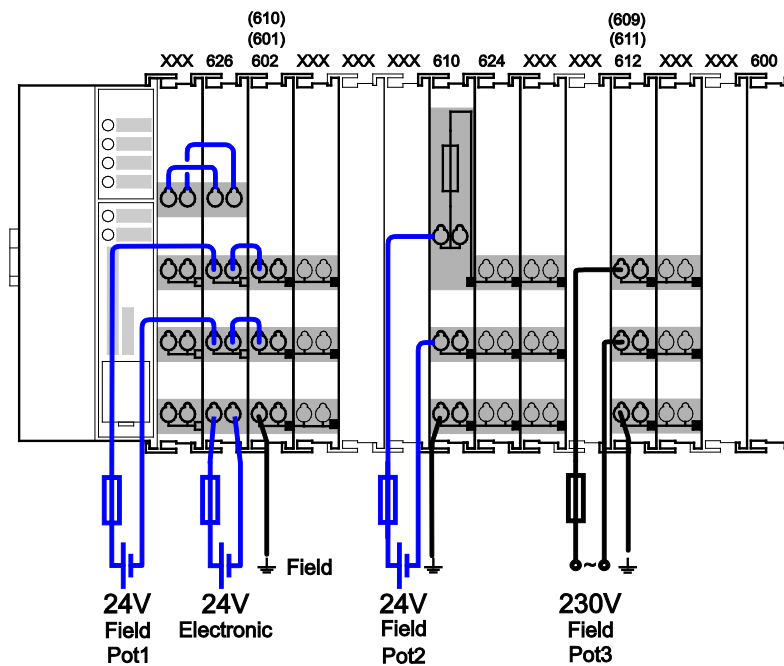 (610) (609)
(601) (611)
XXX 626 602 XXX XXX XXX 610 624 XXX XXX 612 XXX XXX 600
Field
24V 24V 24V 230V
Field Electronic Field Field
Pot1 Pot2 Pot3